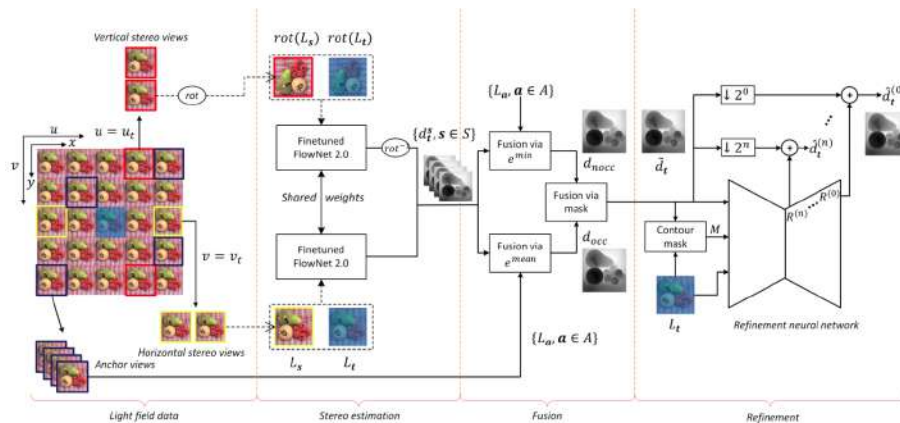 Vertical stereo views
rot
rot(L_s) rot(L_t)
u
x
v
y
u = u_t
v = v_t
Horizontal stereo views
Anchor views
Finetuned
FlowNet 2.0
Shared weights
Finetuned
FlowNet 2.0
L_s L_t
rot⁻
{d_t^s, s ∈ S}
{L_a, a ∈ A}
Fusion via
e^min
d_nocc
Fusion via
mask
Fusion via
e^mean
d_occ
{L_a, a ∈ A}
d̃_t
↓ 2^0
↓ 2^n
+
+
d̂_t^(0
d̂_t^(n)
R^(n) ... R^(0)
Contour
mask
M
L_t
Refinement neural network
Light field data
Stereo estimation
Fusion
Refinement